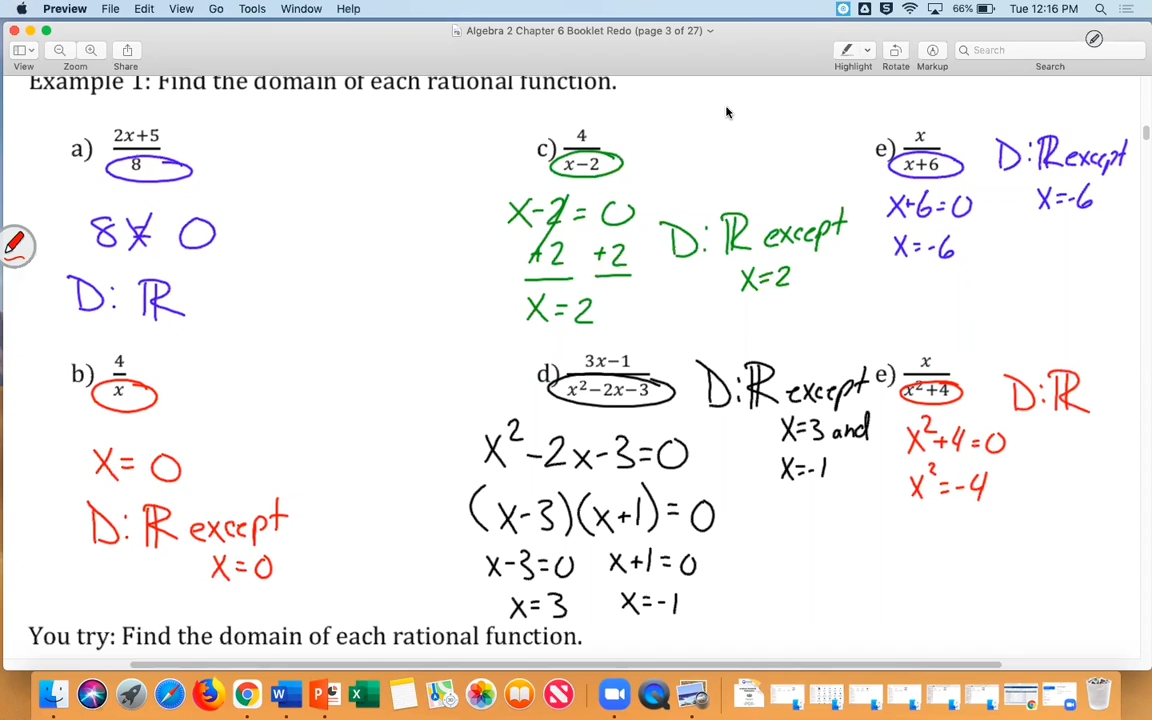 Preview File Edit View Go Tools Window Help 66% Tue 12:16 PM
Algebra 2 Chapter 6 Booklet Redo (page 3 of 27)
View Zoom Share Highlight Rotate Markup Search
Search
Example 1: Find the domain of each rational function.
a) 2x+5
8
8 ≠ 0
D: ℝ
b) 4
x
x = 0
D: ℝ except
x = 0
c) 4
x−2
x-2 = 0
+2 +2
x = 2
D: ℝ except
x=2
d) 3x−1
x²−2x−3
x²-2x-3=0
(x-3)(x+1) = 0
x-3=0 x+1=0
x=3 x=-1
D: ℝ except
x=3 and
x=-1
e) x
x+6
x+6=0
x=-6
D: ℝ except
x=-6
e) x
x²+4
x²+4=0
x²=-4
D: ℝ
You try: Find the domain of each rational function.